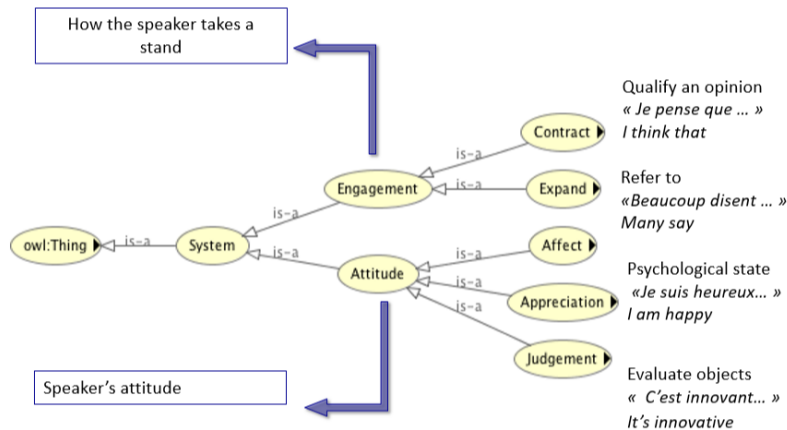 How the speaker takes a
stand
Qualify an opinion
« Je pense que ... »
I think that
Contract
is-a
Engagement
is-a
Expand
Refer to
«Beaucoup disent ... »
Many say
is-a
owl:Thing
is-a
System
is-a
Attitude
is-a
Affect
is-a
Appreciation
is-a
Judgement
Psychological state
«Je suis heureux... »
I am happy
Speaker's attitude
Evaluate objects
« C'est innovant... »
It's innovative